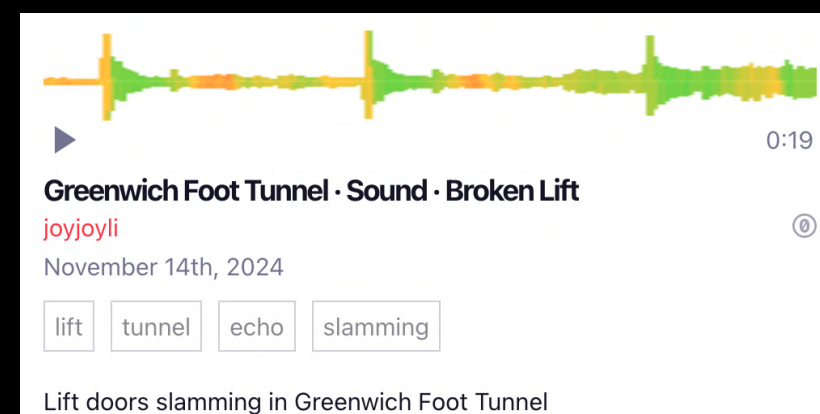 0:19
Greenwich Foot Tunnel · Sound · Broken Lift
joyjoyli
0
November 14th, 2024
lift tunnel echo slamming
Lift doors slamming in Greenwich Foot Tunnel